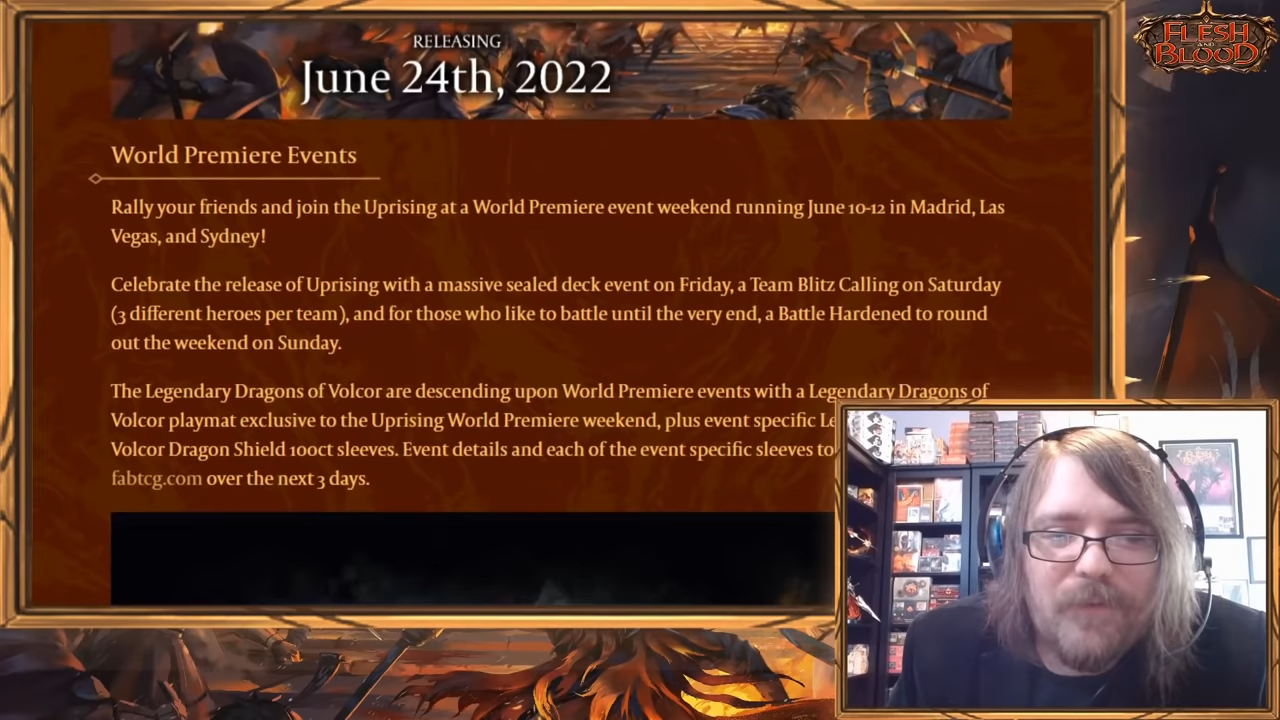 FLESH
AND
BLOOD
RELEASING
June 24th, 2022
World Premiere Events
Rally your friends and join the Uprising at a World Premiere event weekend running June 10-12 in Madrid, Las
Vegas, and Sydney!
Celebrate the release of Uprising with a massive sealed deck event on Friday, a Team Blitz Calling on Saturday
(3 different heroes per team), and for those who like to battle until the very end, a Battle Hardened to round
out the weekend on Sunday.
The Legendary Dragons of Volcor are descending upon World Premiere events with a Legendary Dragons of
Volcor playmat exclusive to the Uprising World Premiere weekend, plus event specific
Volcor Dragon Shield 100ct sleeves. Event details and each of the event specific sleeves to
fabtcg.com over the next 3 days.